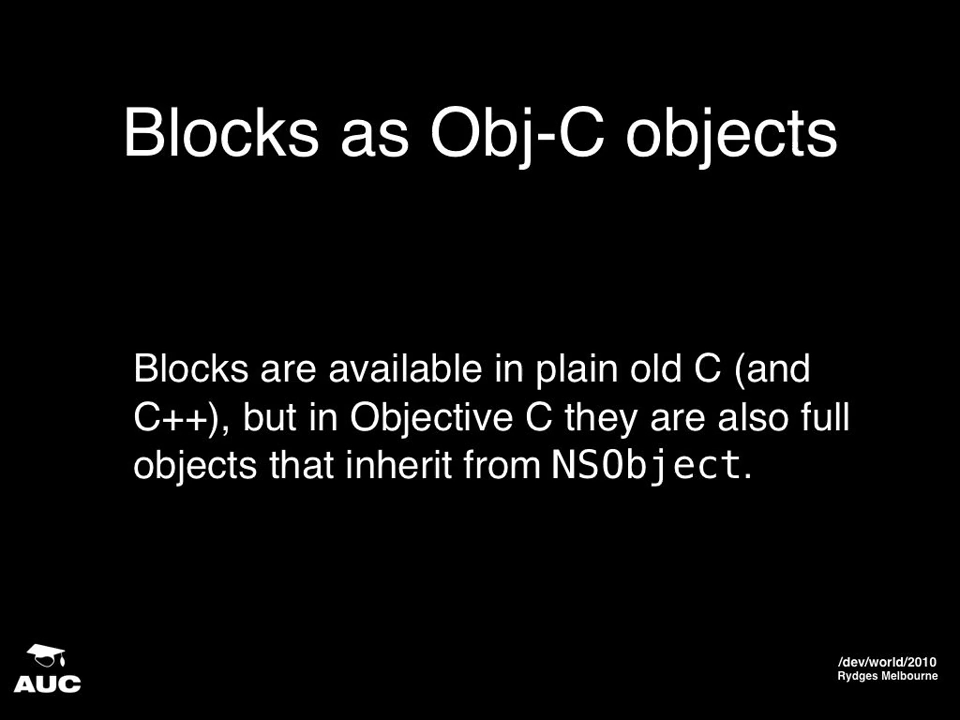 Blocks as Obj-C objects
Blocks are available in plain old C (and
C++), but in Objective C they are also full
objects that inherit from NSObject.
AUC
/dev/world/2010
Rydges Melbourne